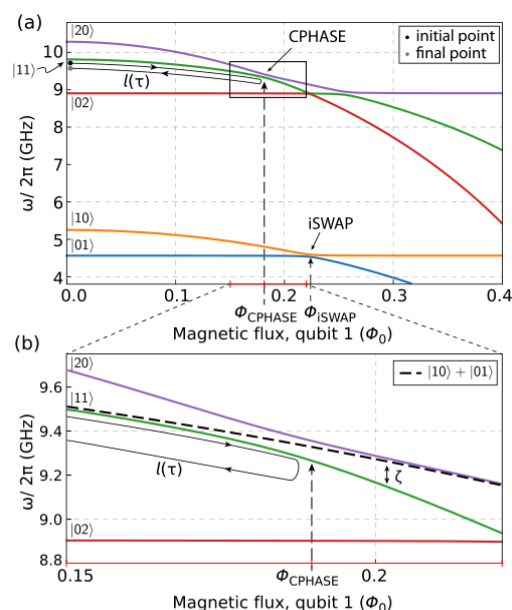 (a)
|20⟩
CPHASE
• initial point
• final point
10
|11⟩
l(τ)
9
|02⟩
8
ω/ 2π (GHz)
7
6
|10⟩
iSWAP
5
|01⟩
4
0.0
0.1
0.2
0.3
0.4
Φ_CPHASE Φ_iSWAP
Magnetic flux, qubit 1 (Φ₀)
(b)
|20⟩
|10⟩ + |01⟩
9.6
|11⟩
9.4
ω/ 2π (GHz)
l(τ)
ζ
9.2
9.0
|02⟩
8.8
0.15
Φ_CPHASE
0.2
Magnetic flux, qubit 1 (Φ₀)